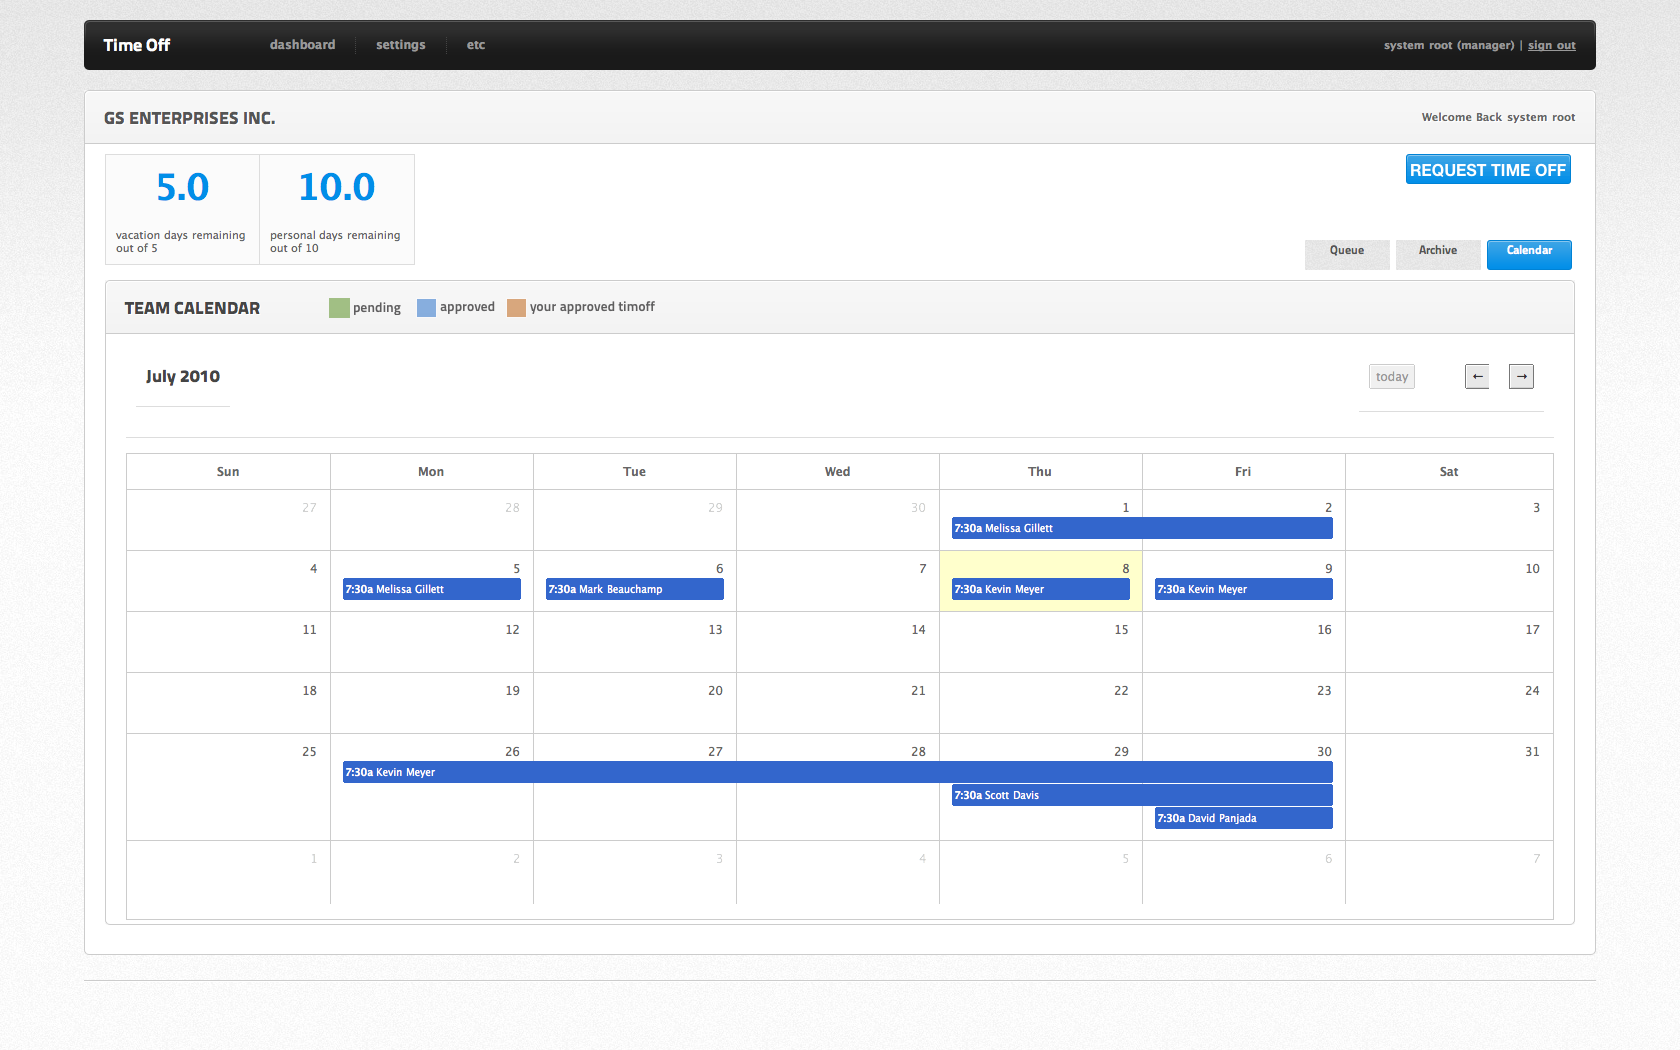 Time Off
dashboard
settings
etc
system root (manager) | sign out
GS ENTERPRISES INC.
Welcome Back system root
5.0
vacation days remaining
out of 5
10.0
personal days remaining
out of 10
REQUEST TIME OFF
Queue
Archive
Calendar
TEAM CALENDAR
pending
approved
your approved timoff
July 2010
today
←
→
Sun Mon Tue Wed Thu Fri Sat
27 28 29 30 1 2 3
7:30a Melissa Gillett
4 5 6 7 8 9 10
7:30a Melissa Gillett
7:30a Mark Beauchamp
7:30a Kevin Meyer
7:30a Kevin Meyer
11 12 13 14 15 16 17
18 19 20 21 22 23 24
25 26 27 28 29 30 31
7:30a Kevin Meyer
7:30a Scott Davis
7:30a David Panjada
1 2 3 4 5 6 7